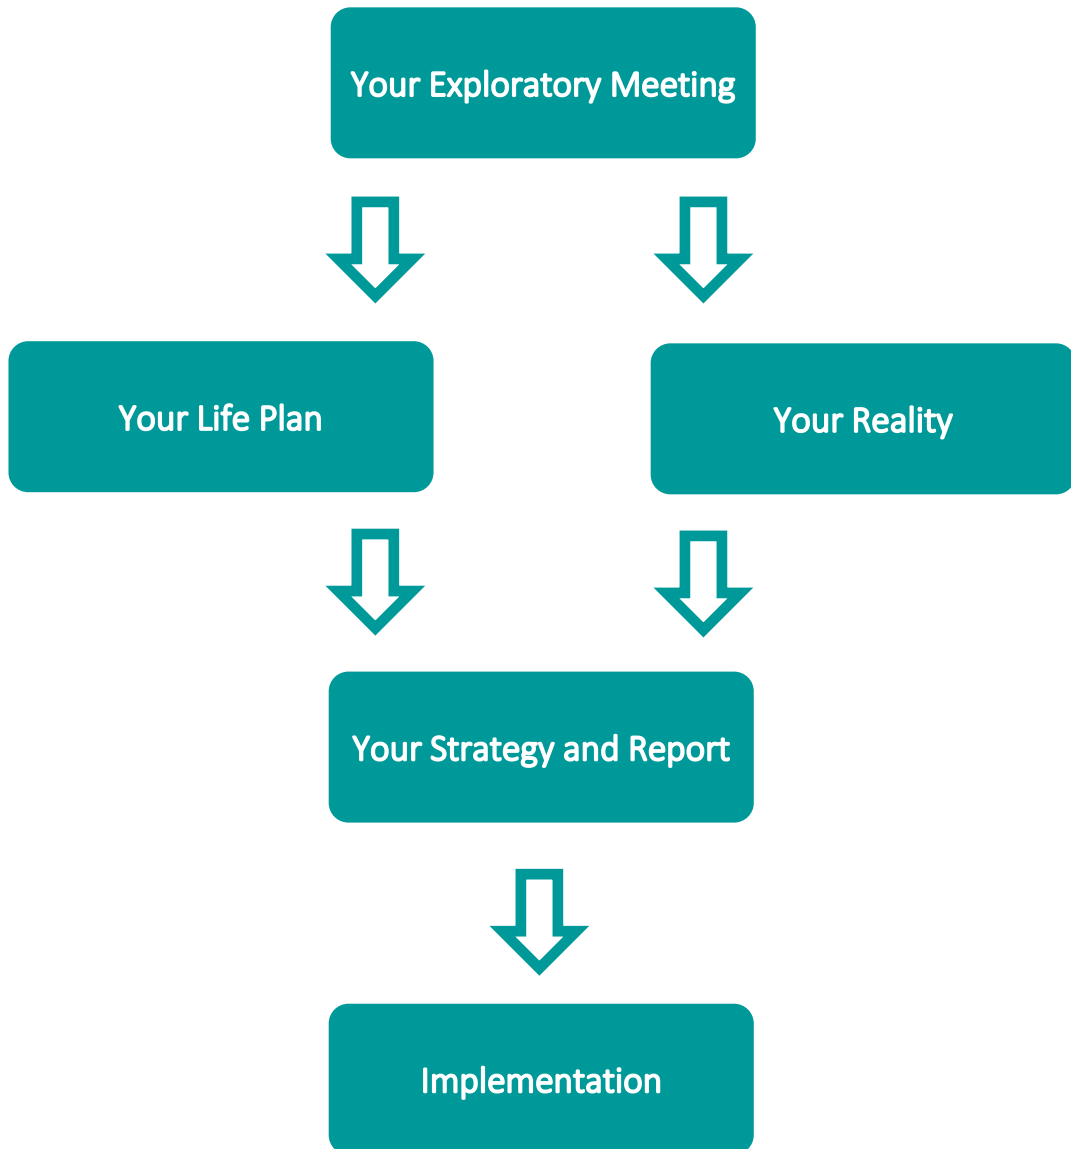 Your Exploratory Meeting
Your Life Plan
Your Reality
Your Strategy and Report
Implementation